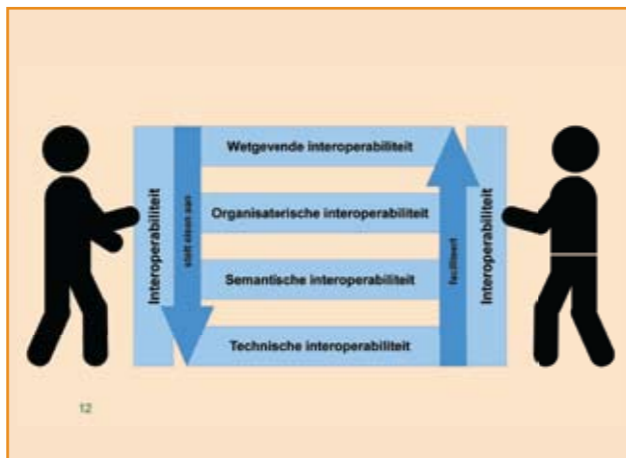 Interoperabiliteit
stelt eisen aan
Wetgevende interoperabiliteit
Organisatorische interoperabiliteit
Semantische interoperabiliteit
Technische interoperabiliteit
faciliteert
Interoperabiliteit
12